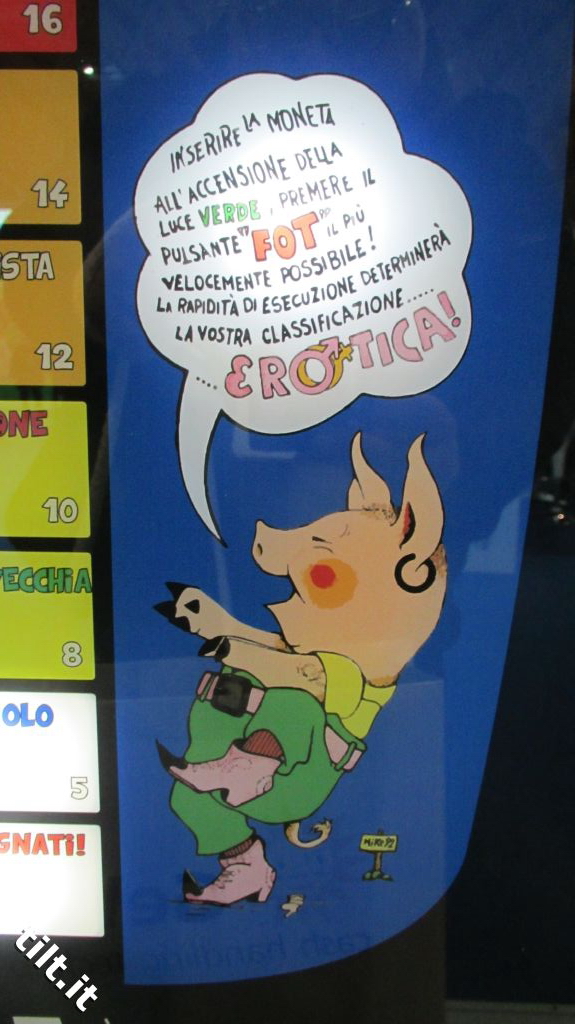 16
14
STA
12
ONE
10
ECCHIA
8
OLO
5
GNATI!
INSERIRE LA MONETA
ALL'ACCENSIONE DELLA
LUCE VERDE, PREMERE IL
PULSANTE "FOT" IL PIÙ
VELOCEMENTE POSSIBILE!
LA RAPIDITÀ DI ESECUZIONE DETERMINERÀ
LA VOSTRA CLASSIFICAZIONE.....
....EROTICA!
tilt.it